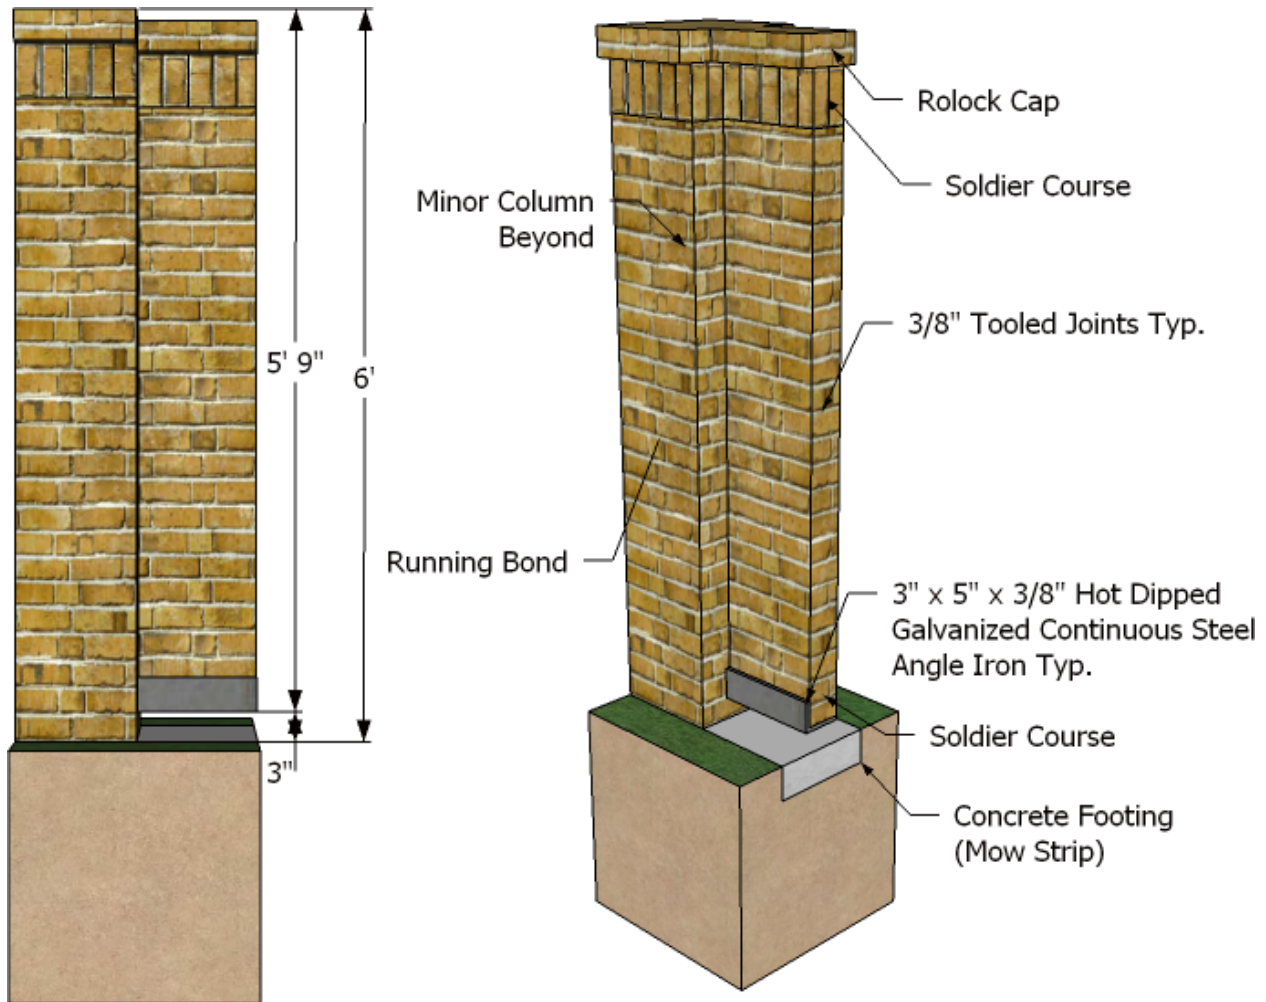 5' 9"
6'
3"
Rolock Cap
Soldier Course
Minor Column
Beyond
3/8" Tooled Joints Typ.
Running Bond
3" x 5" x 3/8" Hot Dipped
Galvanized Continuous Steel
Angle Iron Typ.
Soldier Course
Concrete Footing
(Mow Strip)